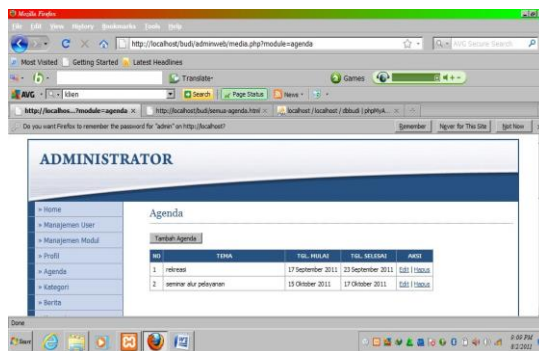 Mozilla Firefox
File Edit View History Bookmarks Tools Help
http://localhost/budi/adminweb/media.php?module=agenda
AVG Secure Search
Most Visited Getting Started Latest Headlines
Translate
Games
AVG klien Search Page Status News
http://localhos...?module=agenda http://localhost/budi/semua-agenda.html localhost / localhost / dbbudi | phpMyA...
Do you want Firefox to remember the password for "admin" on http://localhost?
Remember Never for This Site Not Now
ADMINISTRATOR
» Home
» Manajemen User
» Manajemen Modul
» Profil
» Agenda
» Kategori
» Berita
Agenda
Tambah Agenda
NO TEMA TGL. MULAI TGL. SELESAI AKSI
1 rekreasi 17 September 2011 23 September 2011 Edit | Hapus
2 seminar alur pelayanan 15 Oktober 2011 17 Oktober 2011 Edit | Hapus
Done
Start
9:09 PM